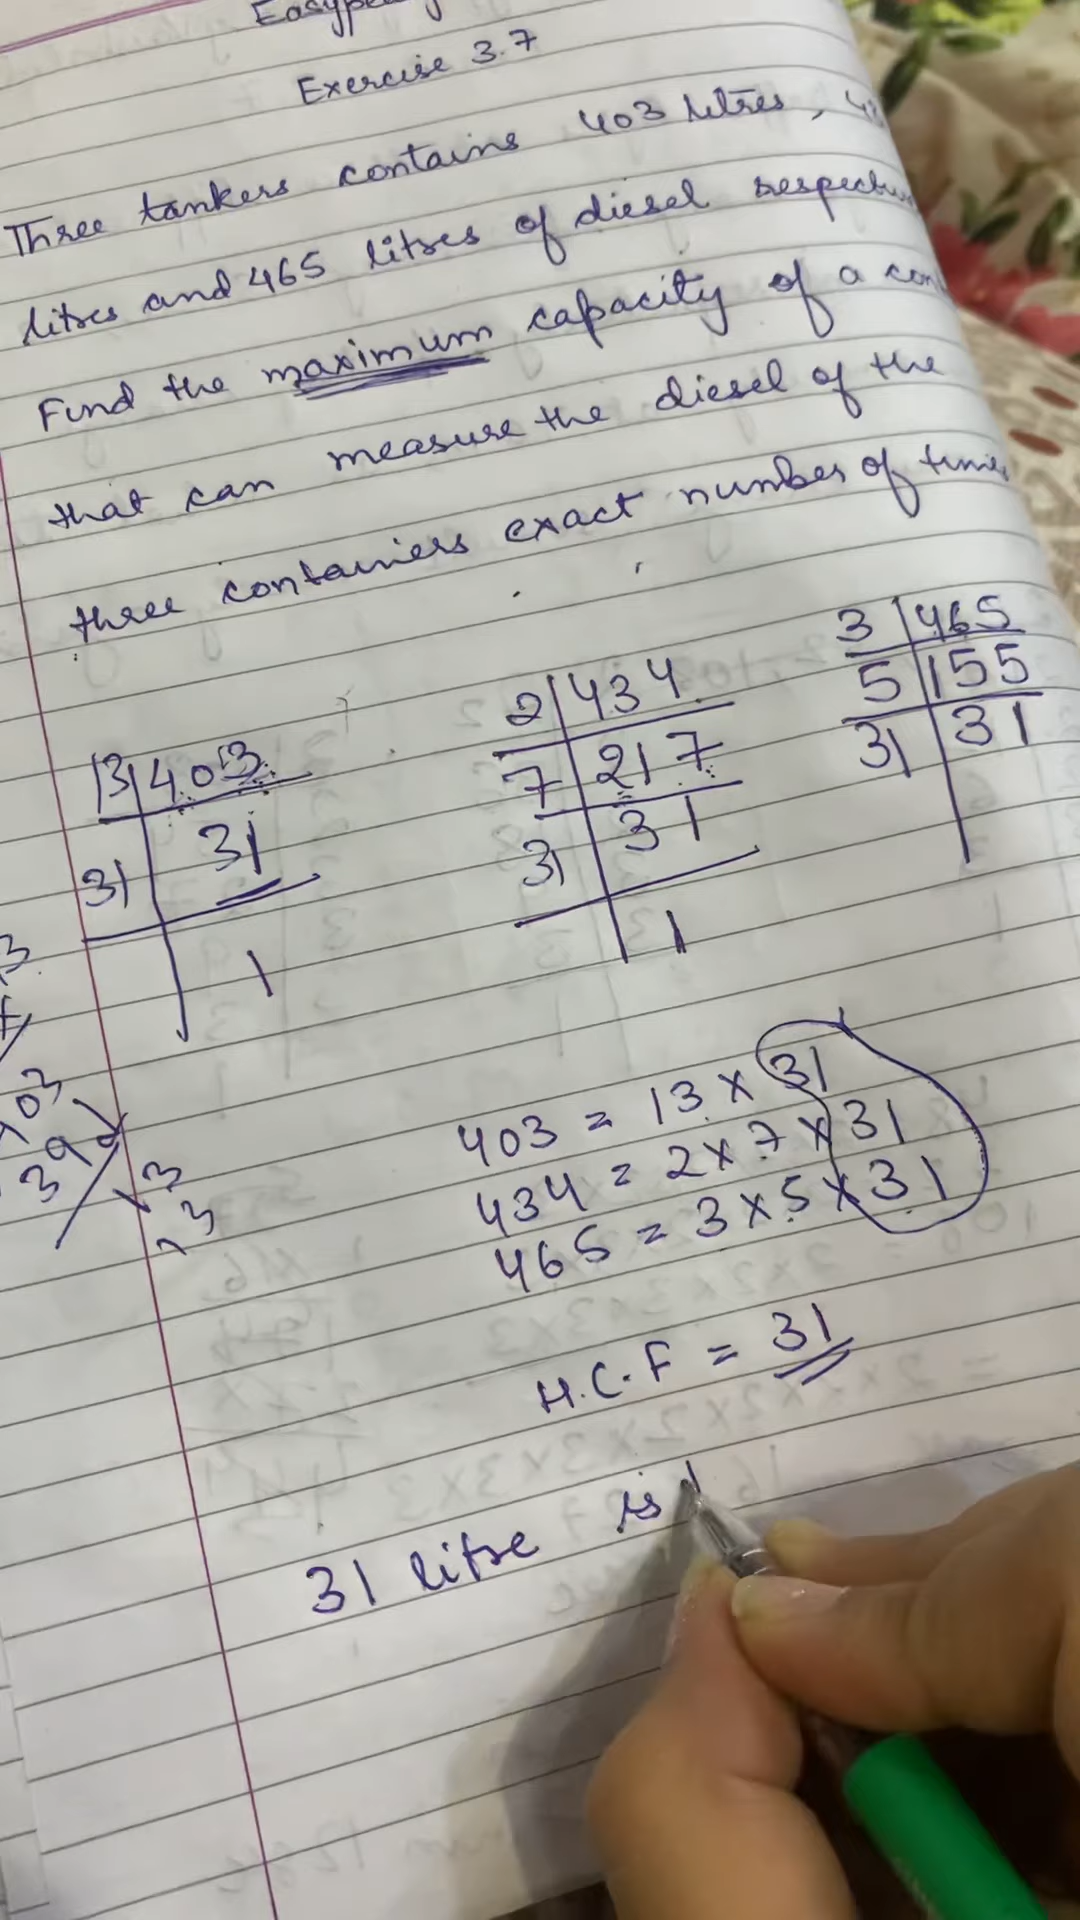 Exercise 3.7
Three tankers contains 403 litres,
litres and 465 litres of diesel
Find the maximum capacity of a
that can measure the diesel of the
three containers exact number of
13 403
31 31
1
2 434
7 217
31 31
1
3 465
5 155
31 31
403 = 13 x 31
434 = 2 x 7 x 31
465 = 3 x 5 x 31
H.C.F = 31
31 litre is